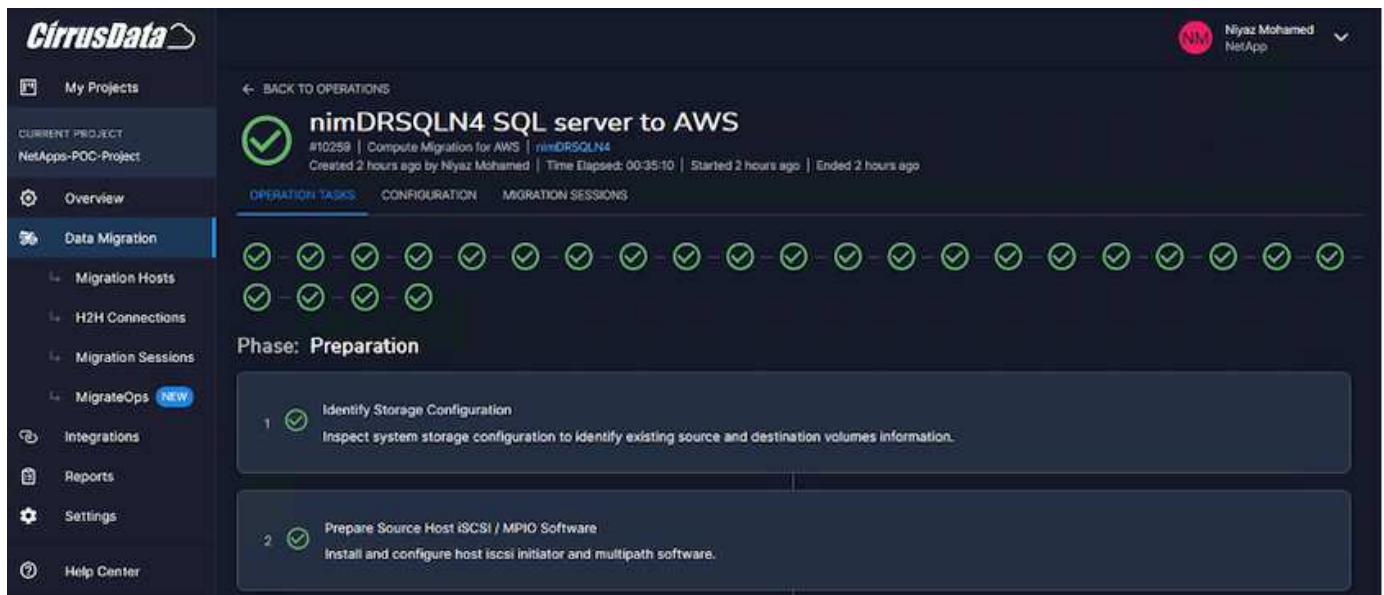 CirrusData
Niyaz Mohamed
NM
NetApp
My Projects
← BACK TO OPERATIONS
CURRENT PROJECT
NetApps-POC-Project
nimDRSQLN4 SQL server to AWS
#10259 | Compute Migration for AWS | nimDRSQLN4
Created 2 hours ago by Niyaz Mohamed | Time Elapsed: 00:35:10 | Started 2 hours ago | Ended 2 hours ago
Overview
OPERATION TASKS CONFIGURATION MIGRATION SESSIONS
Data Migration
Migration Hosts
H2H Connections
Migration Sessions
MigrateOps NEW
Integrations
Reports
Settings
Help Center
Phase: Preparation
1 Identify Storage Configuration
Inspect system storage configuration to identify existing source and destination volumes information.
2 Prepare Source Host iSCSI / MPIO Software
Install and configure host iscsi initiator and multipath software.